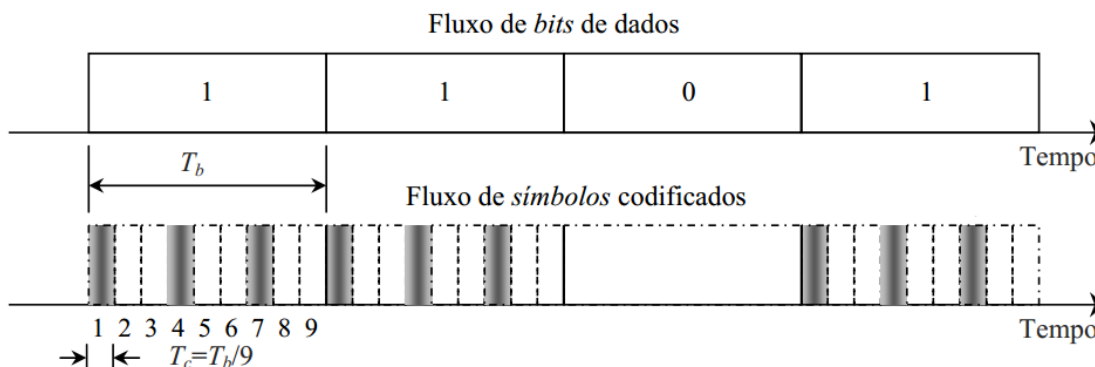 Fluxo de bits de dados
1 1 0 1
Tempo
T_b
Fluxo de símbolos codificados
1 2 3 4 5 6 7 8 9
Tempo
T_c=T_b/9